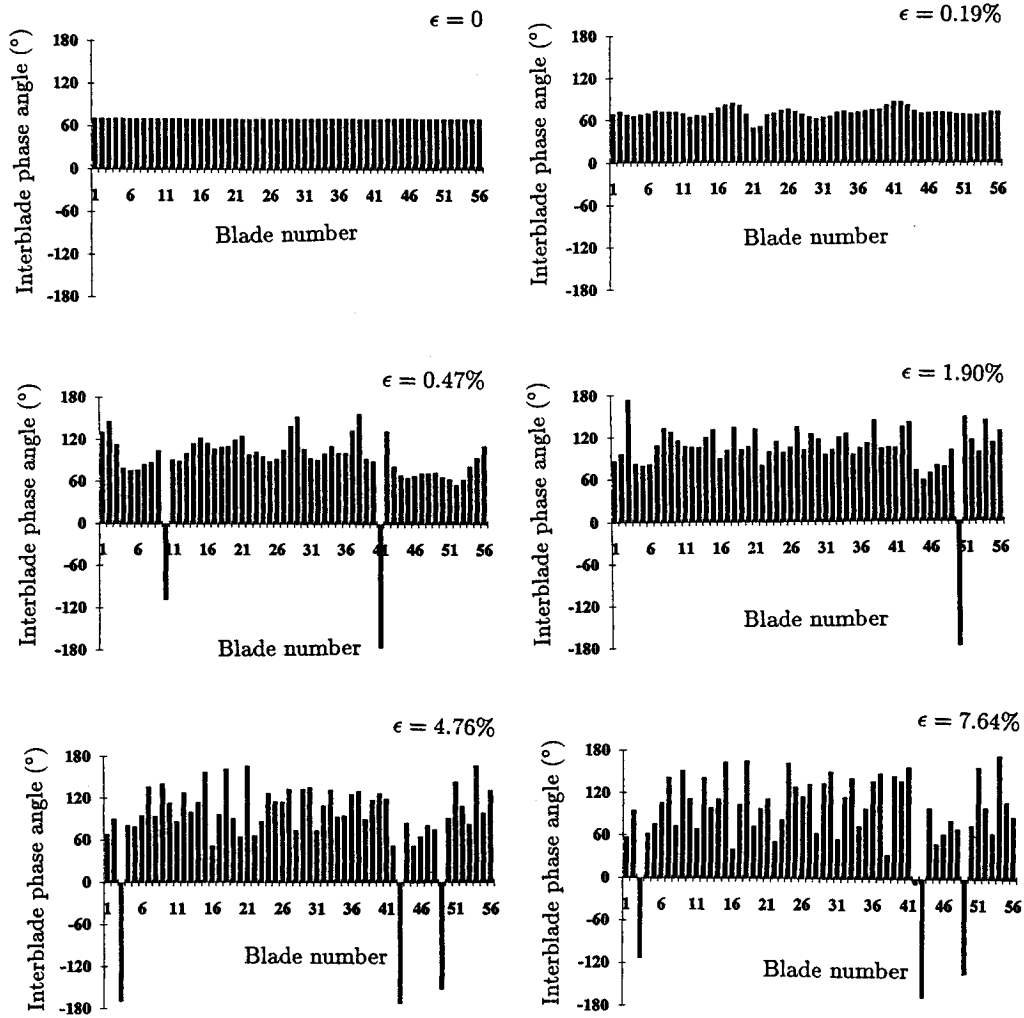 ϵ = 0
Interblade phase angle (°)
180
120
60
0
-60
-120
-180
1 6 11 16 21 26 31 36 41 46 51 56
Blade number
ϵ = 0.19%
Interblade phase angle (°)
180
120
60
0
-60
-120
-180
1 6 11 16 21 26 31 36 41 46 51 56
Blade number
ϵ = 0.47%
Interblade phase angle (°)
180
120
60
0
-60
-120
-180
1 6 11 16 21 26 31 36 41 46 51 56
Blade number
ϵ = 1.90%
Interblade phase angle (°)
180
120
60
0
-60
-120
-180
1 6 11 16 21 26 31 36 41 46 51 56
Blade number
ϵ = 4.76%
Interblade phase angle (°)
180
120
60
0
-60
-120
-180
1 6 11 16 21 26 31 36 41 46 51 56
Blade number
ϵ = 7.64%
Interblade phase angle (°)
180
120
60
0
-60
-120
-180
1 6 11 16 21 26 31 36 41 46 51 56
Blade number